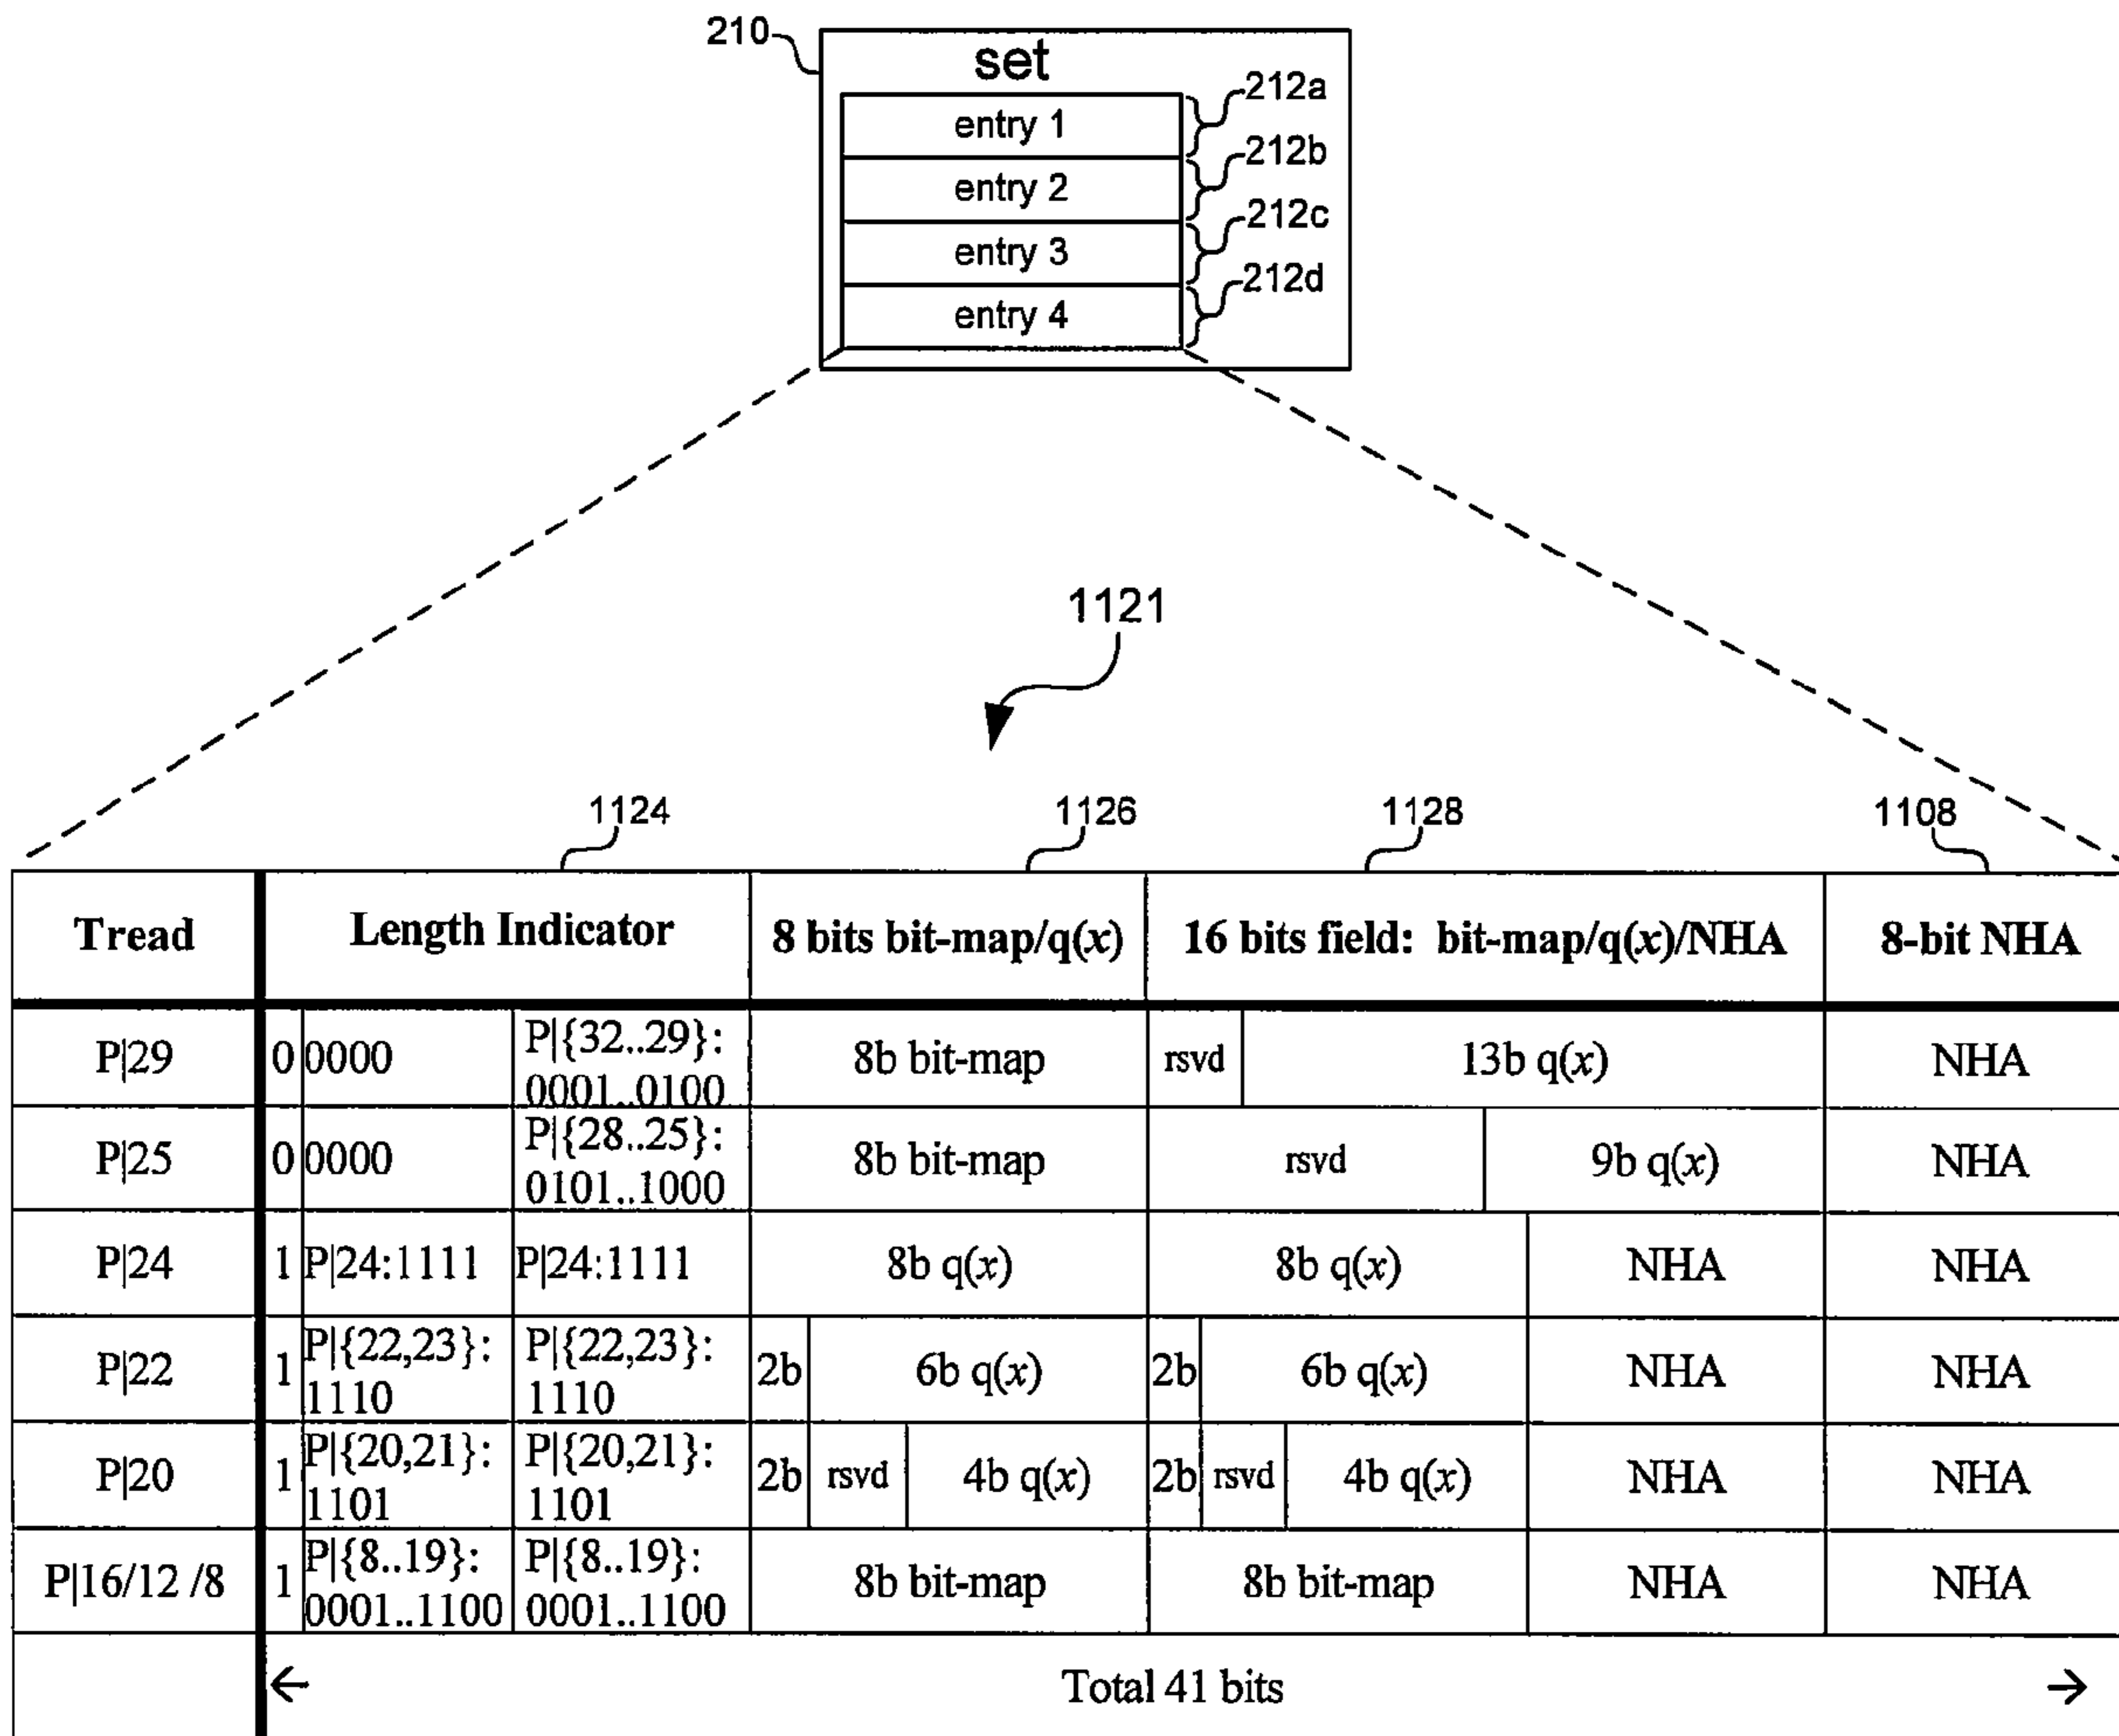 210
set
entry 1
212a
entry 2
212b
entry 3
212c
entry 4
212d
1121
1124
1126
1128
1108
Tread
Length Indicator
8 bits bit-map/q(x)
16 bits field: bit-map/q(x)/NHA
8-bit NHA
P|29
0
0000
P|{32..29}:
0001..0100
8b bit-map
rsvd
13b q(x)
NHA
P|25
0
0000
P|{28..25}:
0101..1000
8b bit-map
rsvd
9b q(x)
NHA
P|24
1
P|24:1111
P|24:1111
8b q(x)
8b q(x)
NHA
NHA
P|22
1
P|{22,23}:
1110
P|{22,23}:
1110
2b
6b q(x)
2b
6b q(x)
NHA
NHA
P|20
1
P|{20,21}:
1101
P|{20,21}:
1101
2b
rsvd
4b q(x)
2b
rsvd
4b q(x)
NHA
NHA
P|16/12 /8
1
P|{8..19}:
0001..1100
P|{8..19}:
0001..1100
8b bit-map
8b bit-map
NHA
NHA
← Total 41 bits →